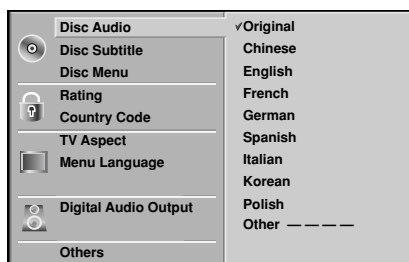 Disc Audio
Disc Subtitle
Disc Menu
Rating
Country Code
TV Aspect
Menu Language
Digital Audio Output
Others
✓Original
Chinese
English
French
German
Spanish
Italian
Korean
Polish
Other — — — —